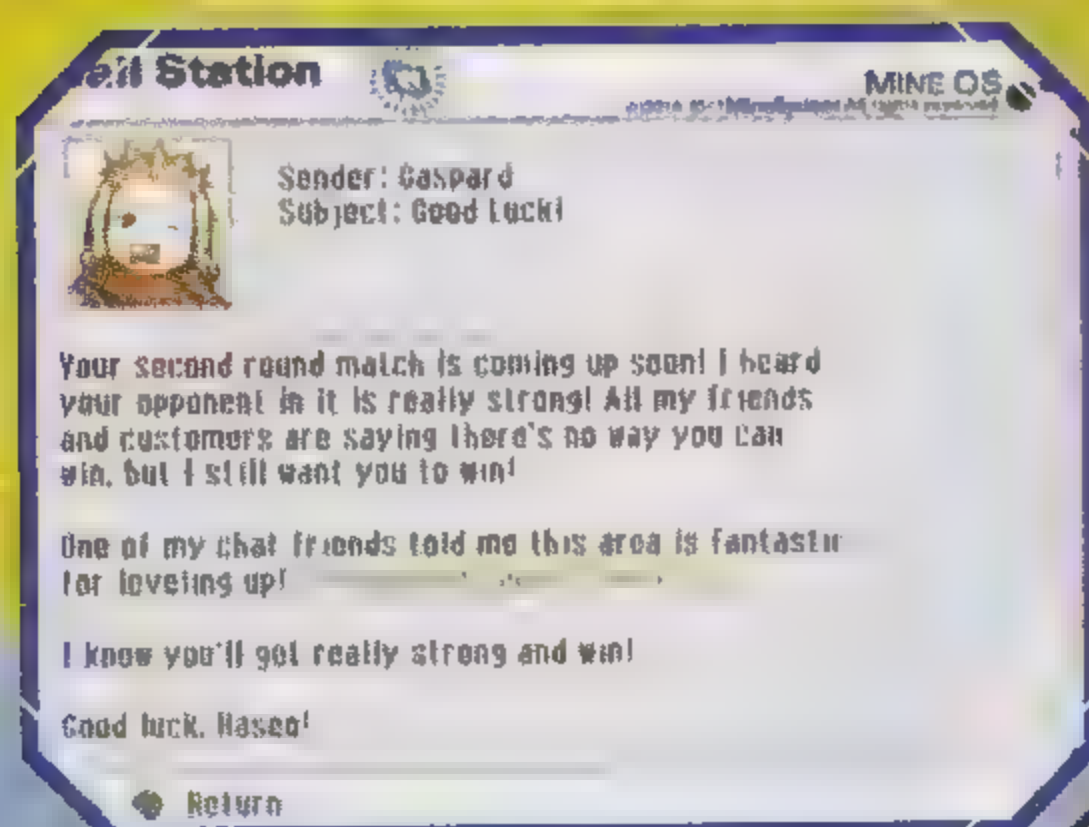 Station
MINE OS
Sender: Gaspard
Subject: Good Luck!
Your second round match is coming up soon! I heard
your opponent in it is really strong! All my friends
and customers are saying there's no way you can
win, but I still want you to win!
One of my chat friends told me this area is fantastic
for leveling up!
I know you'll get really strong and win!
Good luck, Haseo!
Return